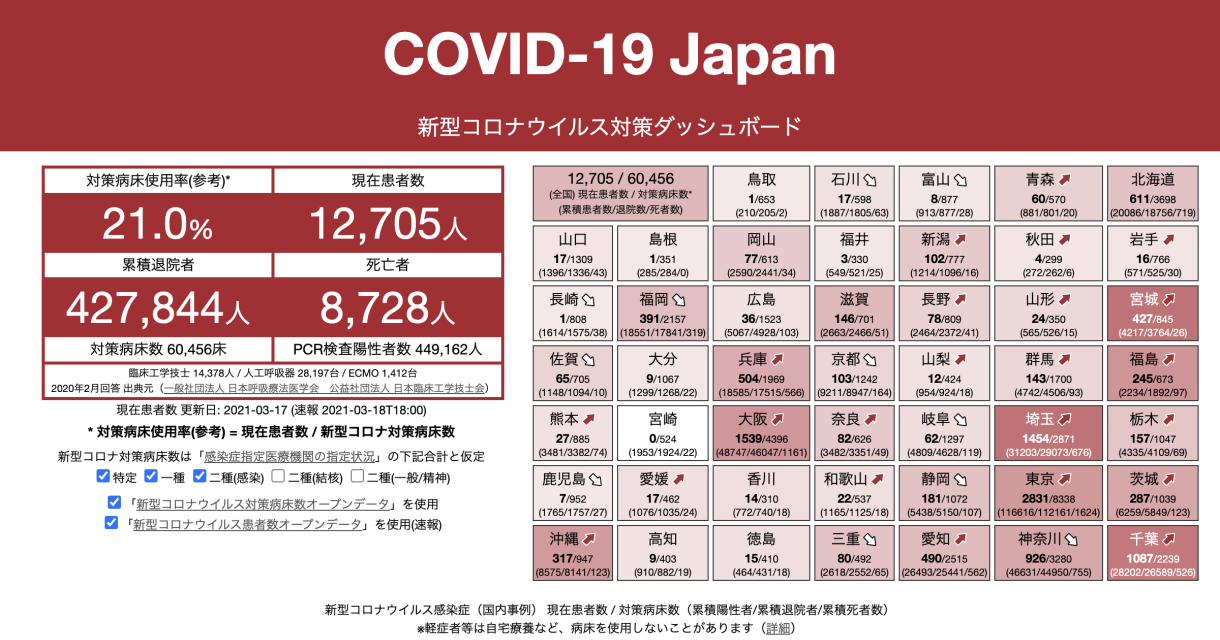 COVID-19 Japan
新型コロナウイルス対策ダッシュボード
対策病床使用率(参考)*
現在患者数
21.0%
12,705人
累積退院者
死亡者
427,844人
8,728人
対策病床数 60,456床
PCR検査陽性者数 449,162人
臨床工学技士 14,378人 / 人工呼吸器 28,197台 / ECMO 1,412台
2020年2月回答 出典元（一般社団法人 日本呼吸療法医学会　公益社団法人 日本臨床工学技士会）
現在患者数 更新日: 2021-03-17 (速報 2021-03-18T18:00)
* 対策病床使用率(参考) = 現在患者数 / 新型コロナ対策病床数
新型コロナ対策病床数は「感染症指定医療機関の指定状況」の下記合計と仮定
特定 一種 二種(感染) 二種(結核) 二種(一般/精神)
「新型コロナウイルス対策病床数オープンデータ」を使用
「新型コロナウイルス患者数オープンデータ」を使用(速報)
12,705 / 60,456
(全国) 現在患者数 / 対策病床数*
(累積患者数/退院数/死者数)
鳥取
1/653
(210/205/2)
石川
17/598
(1887/1805/63)
富山
8/877
(913/877/28)
青森
60/570
(881/801/20)
北海道
611/3698
(20086/18756/719)
山口
17/1309
(1396/1336/43)
島根
1/351
(285/284/0)
岡山
77/613
(2590/2441/34)
福井
3/330
(549/521/25)
新潟
102/777
(1214/1096/16)
秋田
4/299
(272/262/6)
岩手
16/766
(571/525/30)
長崎
1/808
(1614/1575/38)
福岡
391/2157
(18551/17841/319)
広島
36/1523
(5067/4928/103)
滋賀
146/701
(2663/2466/51)
長野
78/809
(2464/2372/41)
山形
24/350
(565/526/15)
宮城
427/845
(4217/3764/26)
佐賀
65/705
(1148/1094/10)
大分
9/1067
(1299/1268/22)
兵庫
504/1969
(18585/17515/566)
京都
103/1242
(9211/8947/164)
山梨
12/424
(954/924/18)
群馬
143/1700
(4742/4506/93)
福島
245/673
(2234/1892/97)
熊本
27/885
(3481/3382/74)
宮崎
0/524
(1953/1924/22)
大阪
1539/4396
(48747/46047/1161)
奈良
82/626
(3482/3351/49)
岐阜
62/1297
(4809/4628/119)
埼玉
1454/2871
(31203/29073/676)
栃木
157/1047
(4335/4109/69)
鹿児島
7/952
(1765/1757/27)
愛媛
17/462
(1076/1035/24)
香川
14/310
(772/740/18)
和歌山
22/537
(1165/1125/18)
静岡
181/1072
(5438/5150/107)
東京
2831/8338
(116616/112161/1624)
茨城
287/1039
(6259/5849/123)
沖縄
317/947
(8575/8141/123)
高知
9/403
(910/882/19)
徳島
15/410
(464/431/18)
三重
80/492
(2618/2552/65)
愛知
490/2515
(26493/25441/562)
神奈川
926/3280
(46631/44950/755)
千葉
1087/2239
(28202/26589/526)
新型コロナウイルス感染症（国内事例） 現在患者数 / 対策病床数（累積陽性者/累積退院者/累積死者数）
※軽症者等は自宅療養など、病床を使用しないことがあります（詳細）